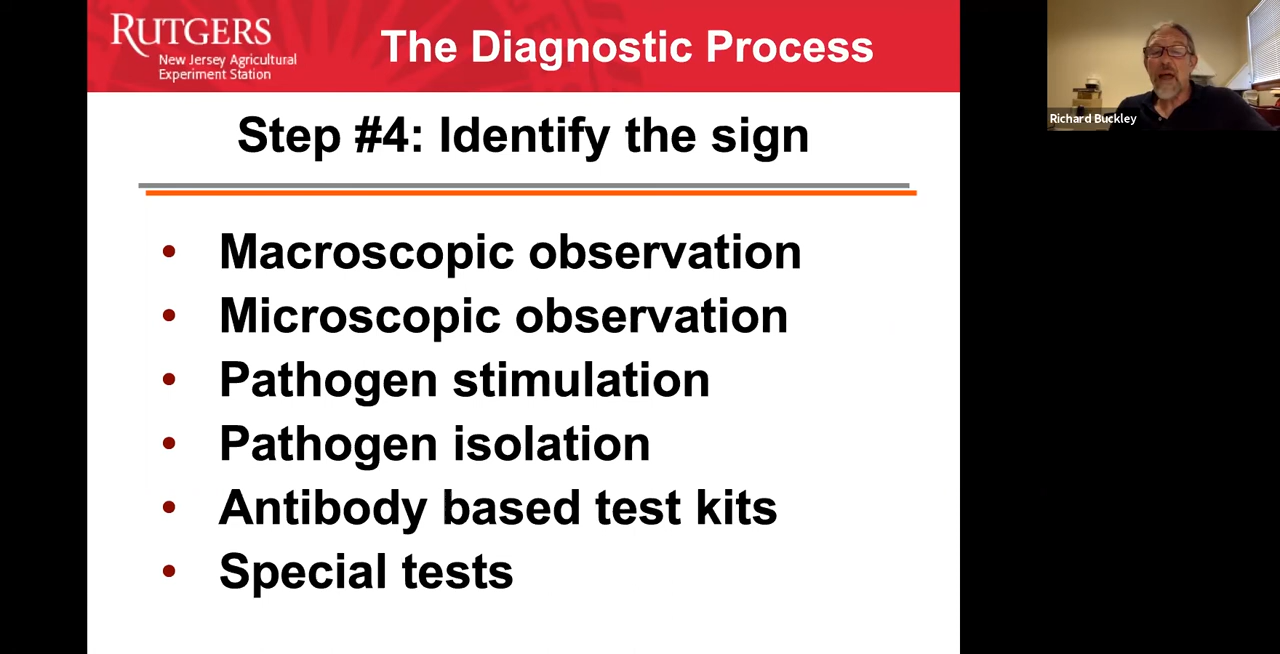 RUTGERS
New Jersey Agricultural
Experiment Station
The Diagnostic Process
Step #4: Identify the sign
• Macroscopic observation
• Microscopic observation
• Pathogen stimulation
• Pathogen isolation
• Antibody based test kits
• Special tests
Richard Buckley